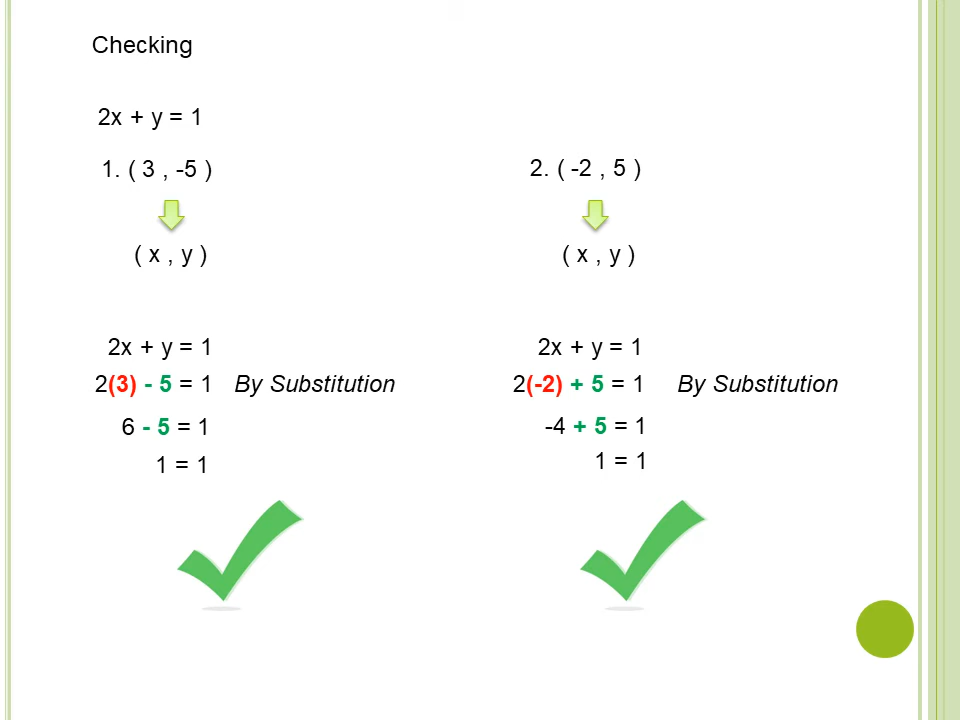 Checking
2x + y = 1
1. ( 3 , -5 )
( x , y )
2x + y = 1
2(3) - 5 = 1 By Substitution
6 - 5 = 1
1 = 1
2. ( -2 , 5 )
( x , y )
2x + y = 1
2(-2) + 5 = 1 By Substitution
-4 + 5 = 1
1 = 1